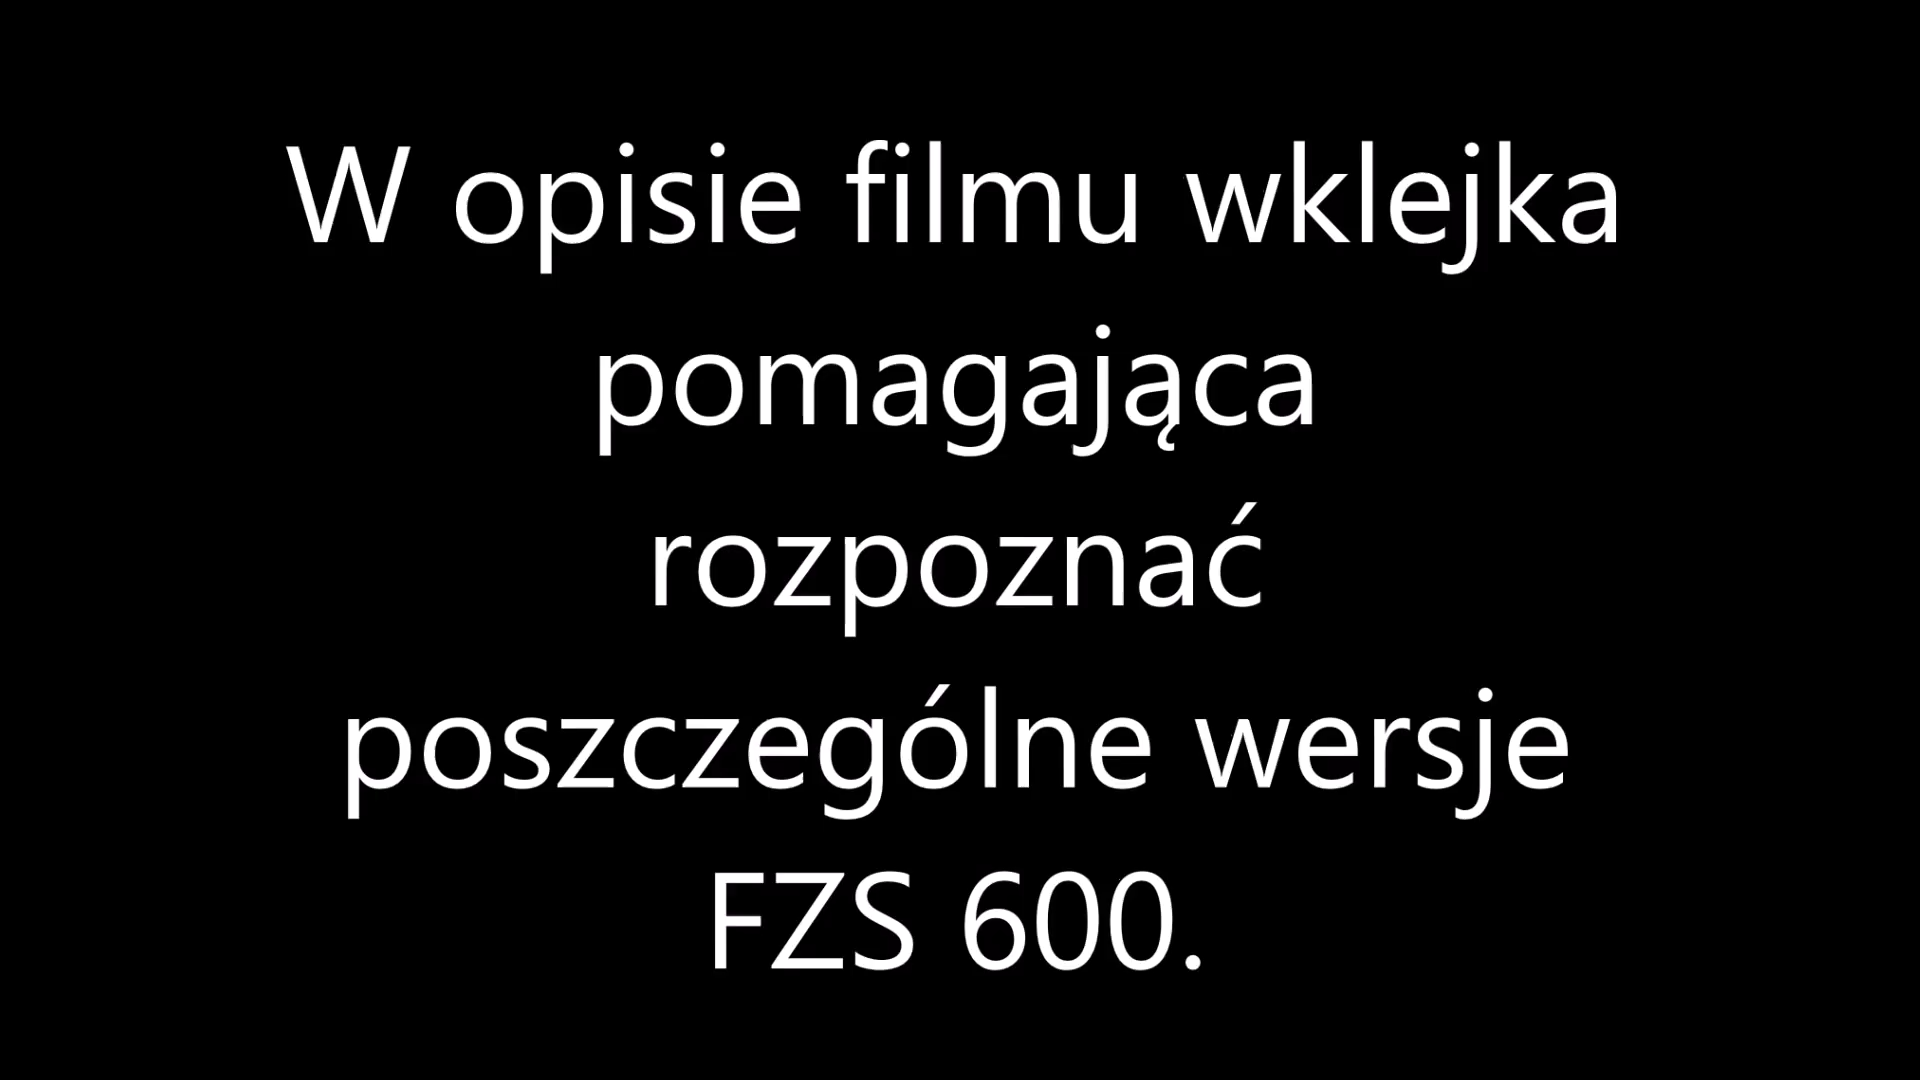 W opisie filmu wklejka
pomagająca
rozpoznać
poszczególne wersje
FZS 600.